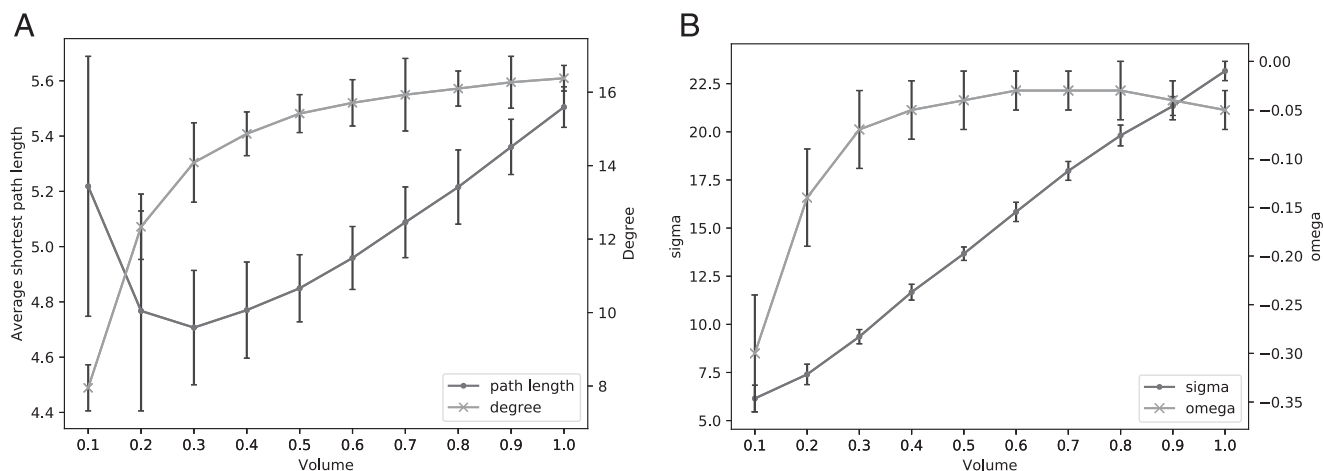 A
Average shortest path length
5.6
5.4
5.2
5.0
4.8
4.6
4.4
0.1 0.2 0.3 0.4 0.5 0.6 0.7 0.8 0.9 1.0
Volume
16
14
12
10
8
Degree
path length
degree
B
sigma
22.5
20.0
17.5
15.0
12.5
10.0
7.5
5.0
0.1 0.2 0.3 0.4 0.5 0.6 0.7 0.8 0.9 1.0
Volume
0.00
−0.05
−0.10
−0.15
−0.20
−0.25
−0.30
−0.35
omega
sigma
omega